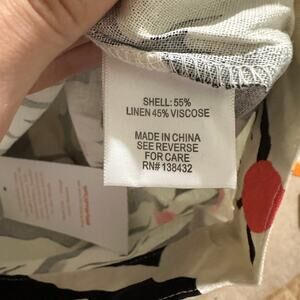 SHELL: 55%
LINEN 45% VISCOSE
MADE IN CHINA
SEE REVERSE
FOR CARE
RN# 138432